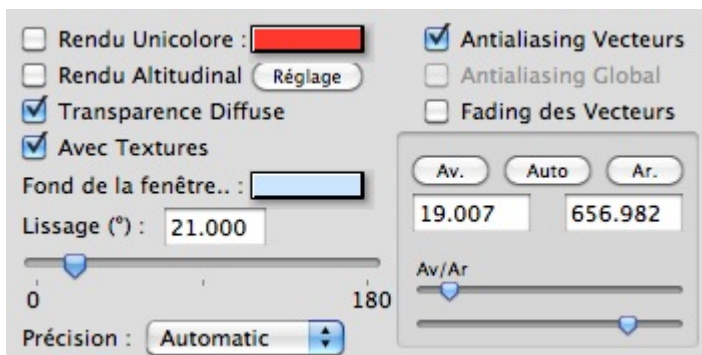 Rendu Unicolore :
Rendu Altitudinal Réglage
Transparence Diffuse
Avec Textures
Fond de la fenêtre.. :
Lissage (°) : 21.000
0 180
Précision : Automatic
Antialiasing Vecteurs
Antialiasing Global
Fading des Vecteurs
Av. Auto Ar.
19.007 656.982
Av/Ar